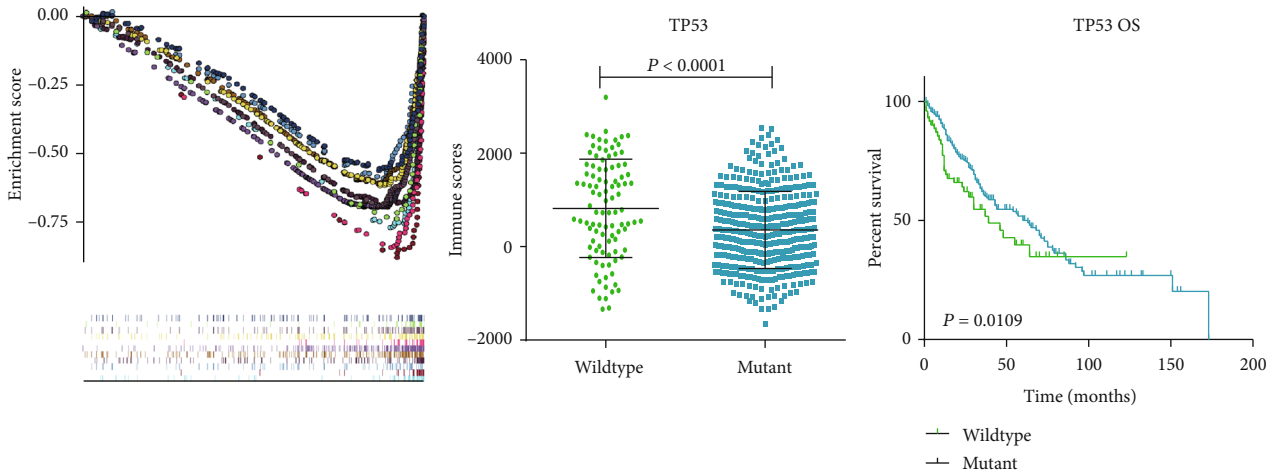 0.00
−0.25
−0.50
−0.75
Enrichment score
TP53
4000
2000
0
−2000
Immune scores
P < 0.0001
Wildtype
Mutant
TP53 OS
100
50
0
Percent survival
P = 0.0109
0
50
100
150
200
Time (months)
Wildtype
Mutant